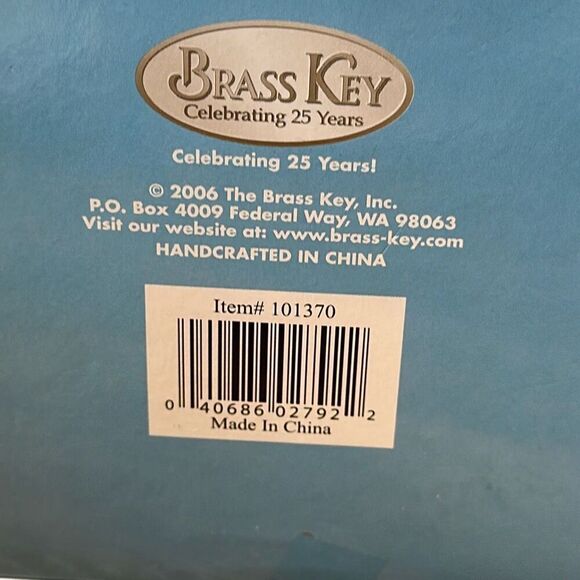 BRASS KEY
Celebrating 25 Years
Celebrating 25 Years!
© 2006 The Brass Key, Inc.
P.O. Box 4009 Federal Way, WA 98063
Visit our website at: www.brass-key.com
HANDCRAFTED IN CHINA
Item# 101370
0 40686 02792 2
Made In China